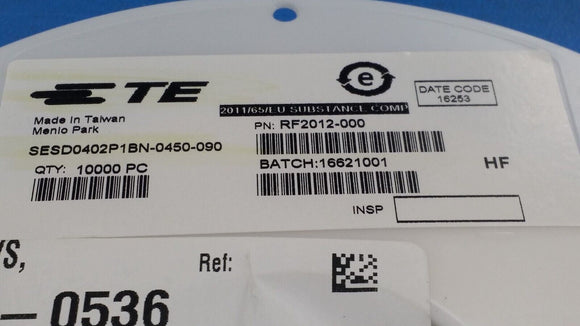 TE
e
DATE CODE
16253
2011/65/EU SUBSTANCE COMP
Made in Taiwan
Menlo Park
PN: RF2012-000
SESD0402P1BN-0450-090
QTY: 10000 PC
BATCH:16621001
HF
INSP
Ref:
– 0536